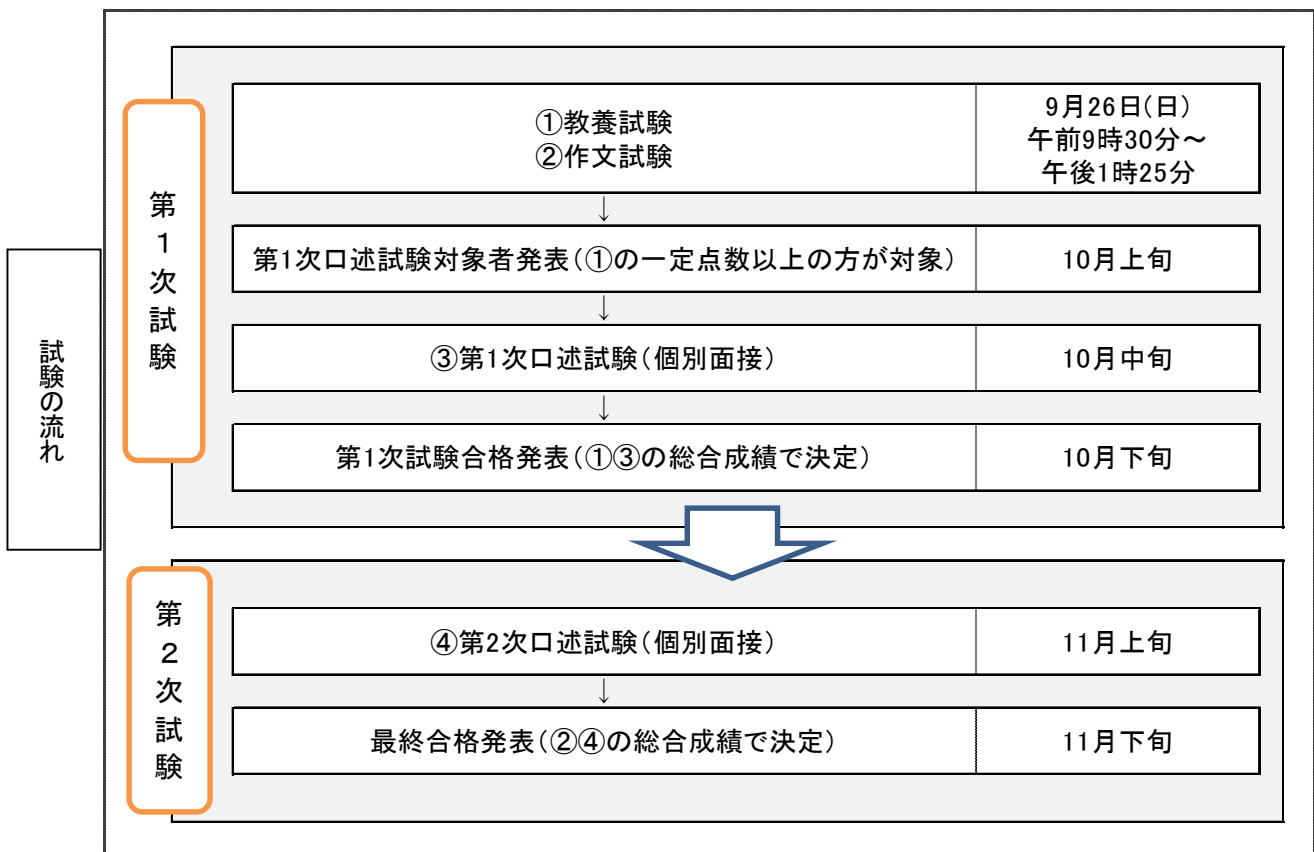 試験の流れ
第1次試験
①教養試験
②作文試験
9月26日(日)
午前9時30分～
午後1時25分
↓
第1次口述試験対象者発表(①の一定点数以上の方が対象)
10月上旬
↓
③第1次口述試験(個別面接)
10月中旬
↓
第1次試験合格発表(①③の総合成績で決定)
10月下旬
第2次試験
④第2次口述試験(個別面接)
11月上旬
↓
最終合格発表(②④の総合成績で決定)
11月下旬